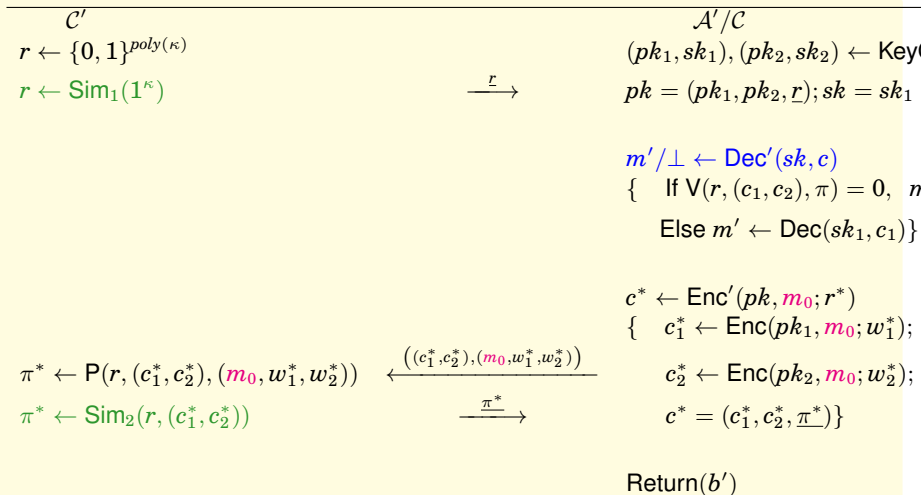 𝒞′ 𝒜′/𝒞
r ← {0, 1}^{poly(κ)} (pk₁, sk₁), (pk₂, sk₂) ←
r ← Sim₁(1^κ) r → pk = (pk₁, pk₂, r); sk = sk₁
m′/⊥ ← Dec′(sk, c)
{ If V(r, (c₁, c₂), π) = 0,
Else m′ ← Dec(sk₁, c₁)}
c* ← Enc′(pk, m₀; r*)
{ c₁* ← Enc(pk₁, m₀; w₁*);
π* ← P(r, (c₁*, c₂*), (m₀, w₁*, w₂*)) ((c₁*, c₂*), (m₀, w₁*, w₂*)) ← c₂* ← Enc(pk₂, m₀; w₂*);
π* ← Sim₂(r, (c₁*, c₂*)) π* → c* = (c₁*, c₂*, π*)}
Return(b′)